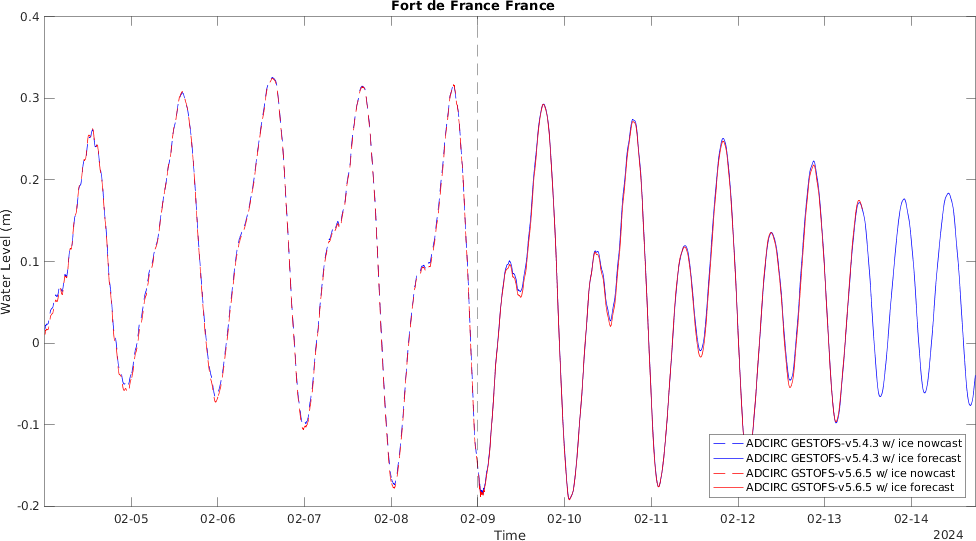 Fort de France France
Water Level (m)
0.4
0.3
0.2
0.1
0
-0.1
-0.2
ADCIRC GESTOFS-v5.4.3 w/ ice nowcast
ADCIRC GESTOFS-v5.4.3 w/ ice forecast
ADCIRC GSTOFS-v5.6.5 w/ ice nowcast
ADCIRC GSTOFS-v5.6.5 w/ ice forecast
02-05 02-06 02-07 02-08 02-09 02-10 02-11 02-12 02-13 02-14
Time
2024